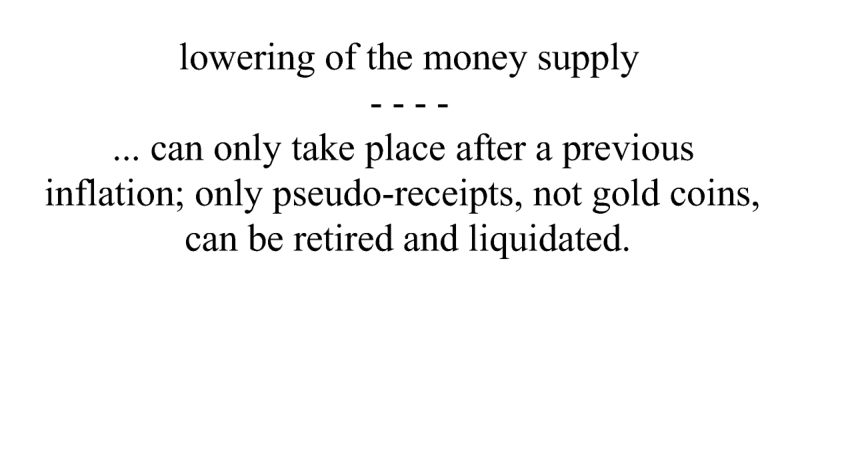 lowering of the money supply
- - - -
... can only take place after a previous
inflation; only pseudo-receipts, not gold coins,
can be retired and liquidated.